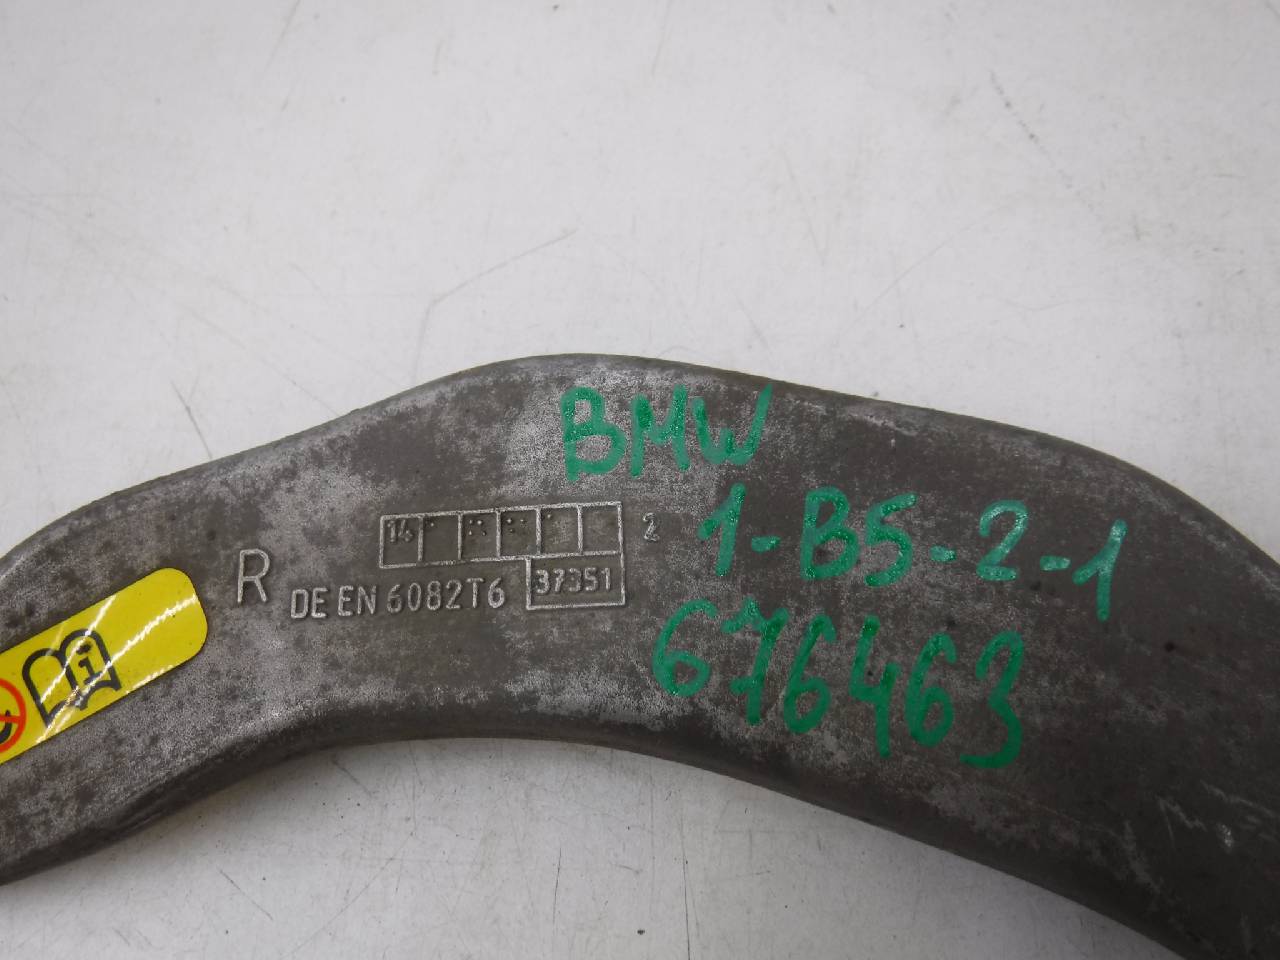 BMW
1-B5-2-1
676463
14 2
R
DE EN 6082T6 37351
i